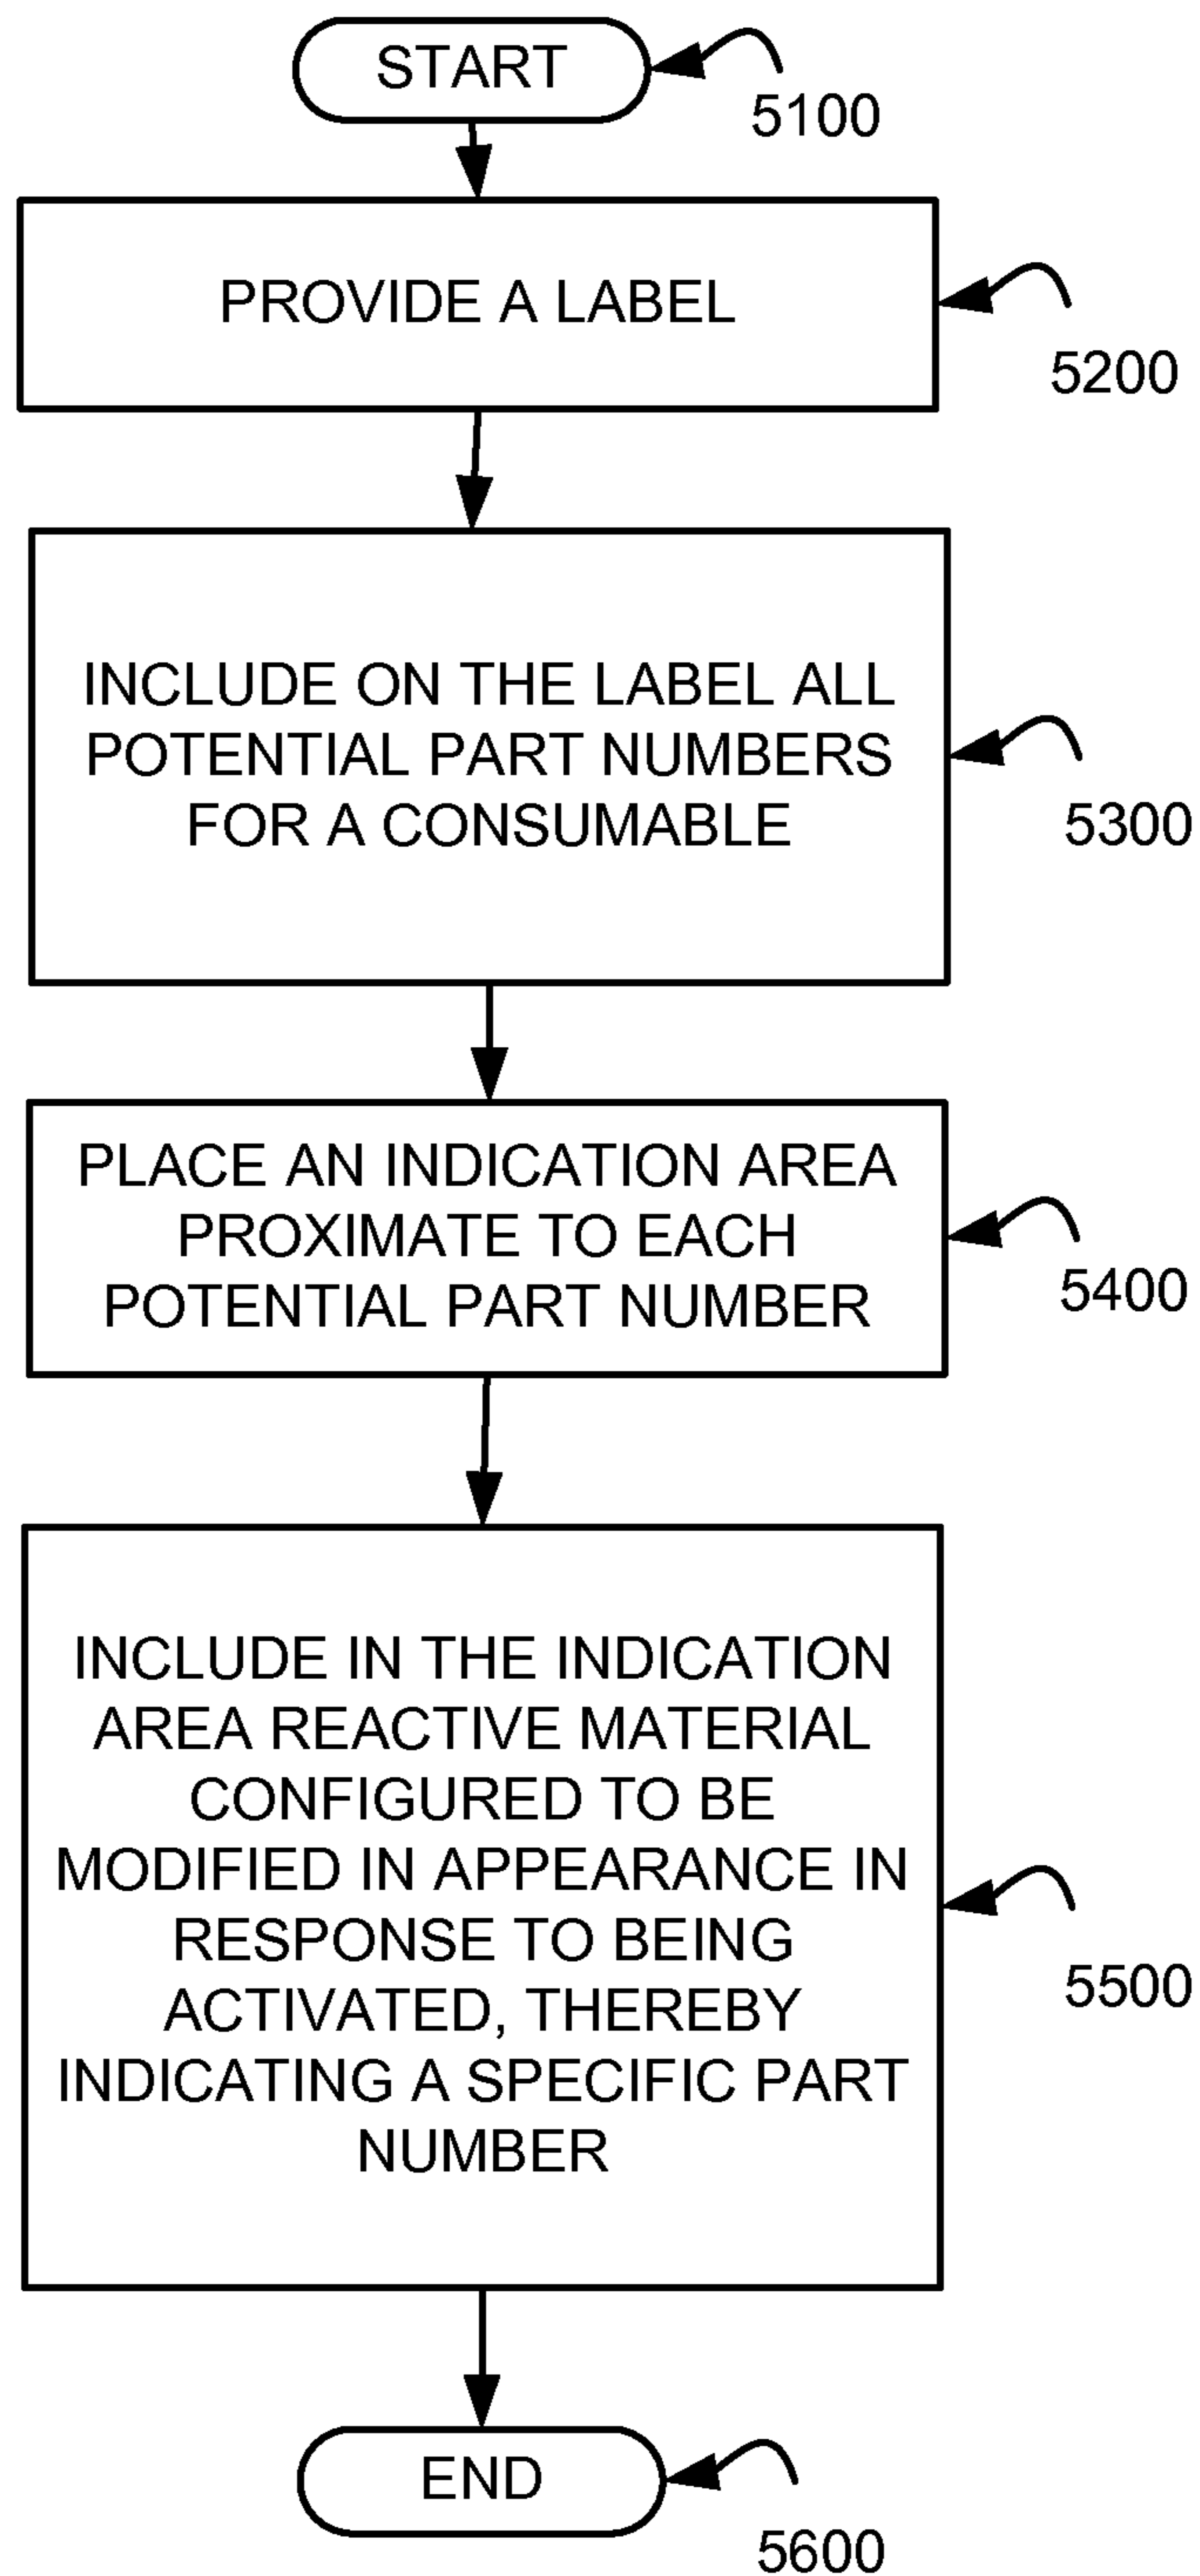 START
5100
PROVIDE A LABEL
5200
INCLUDE ON THE LABEL ALL
POTENTIAL PART NUMBERS
FOR A CONSUMABLE
5300
PLACE AN INDICATION AREA
PROXIMATE TO EACH
POTENTIAL PART NUMBER
5400
INCLUDE IN THE INDICATION
AREA REACTIVE MATERIAL
CONFIGURED TO BE
MODIFIED IN APPEARANCE IN
RESPONSE TO BEING
ACTIVATED, THEREBY
INDICATING A SPECIFIC PART
NUMBER
5500
END
5600